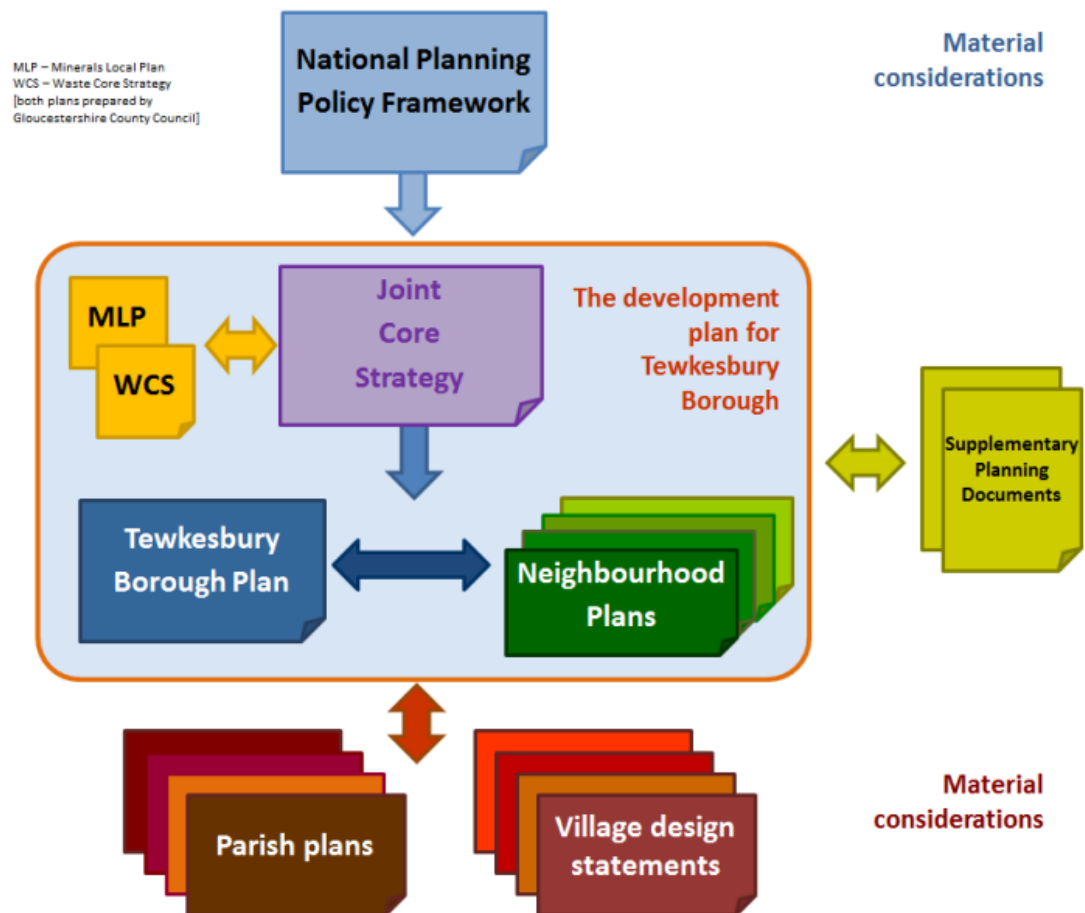 MLP – Minerals Local Plan
WCS – Waste Core Strategy
[both plans prepared by
Gloucestershire County Council]
National Planning
Policy Framework
Material
considerations
MLP
WCS
Joint
Core
Strategy
The development
plan for
Tewkesbury
Borough
Supplementary
Planning
Documents
Tewkesbury
Borough Plan
Neighbourhood
Plans
Parish plans
Village design
statements
Material
considerations